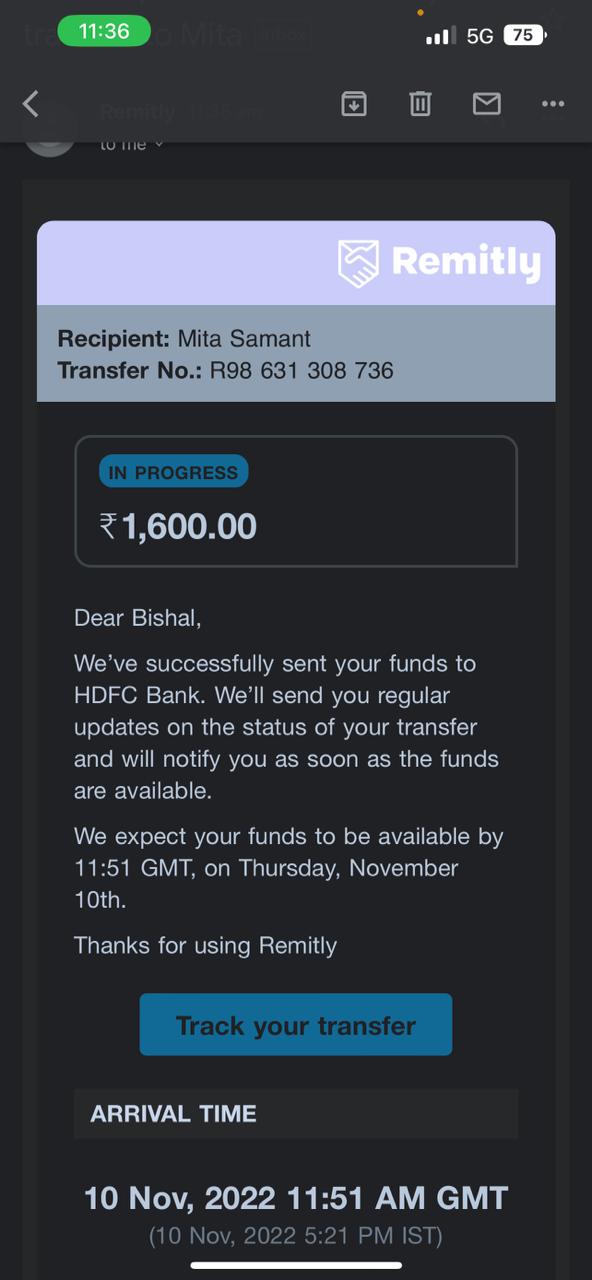 11:36
5G 75
to Mita Inbox
Remitly 11:36 am
to me
Remitly
Recipient: Mita Samant
Transfer No.: R98 631 308 736
IN PROGRESS
₹1,600.00
Dear Bishal,
We’ve successfully sent your funds to
HDFC Bank. We’ll send you regular
updates on the status of your transfer
and will notify you as soon as the funds
are available.
We expect your funds to be available by
11:51 GMT, on Thursday, November
10th.
Thanks for using Remitly
Track your transfer
ARRIVAL TIME
10 Nov, 2022 11:51 AM GMT
(10 Nov, 2022 5:21 PM IST)